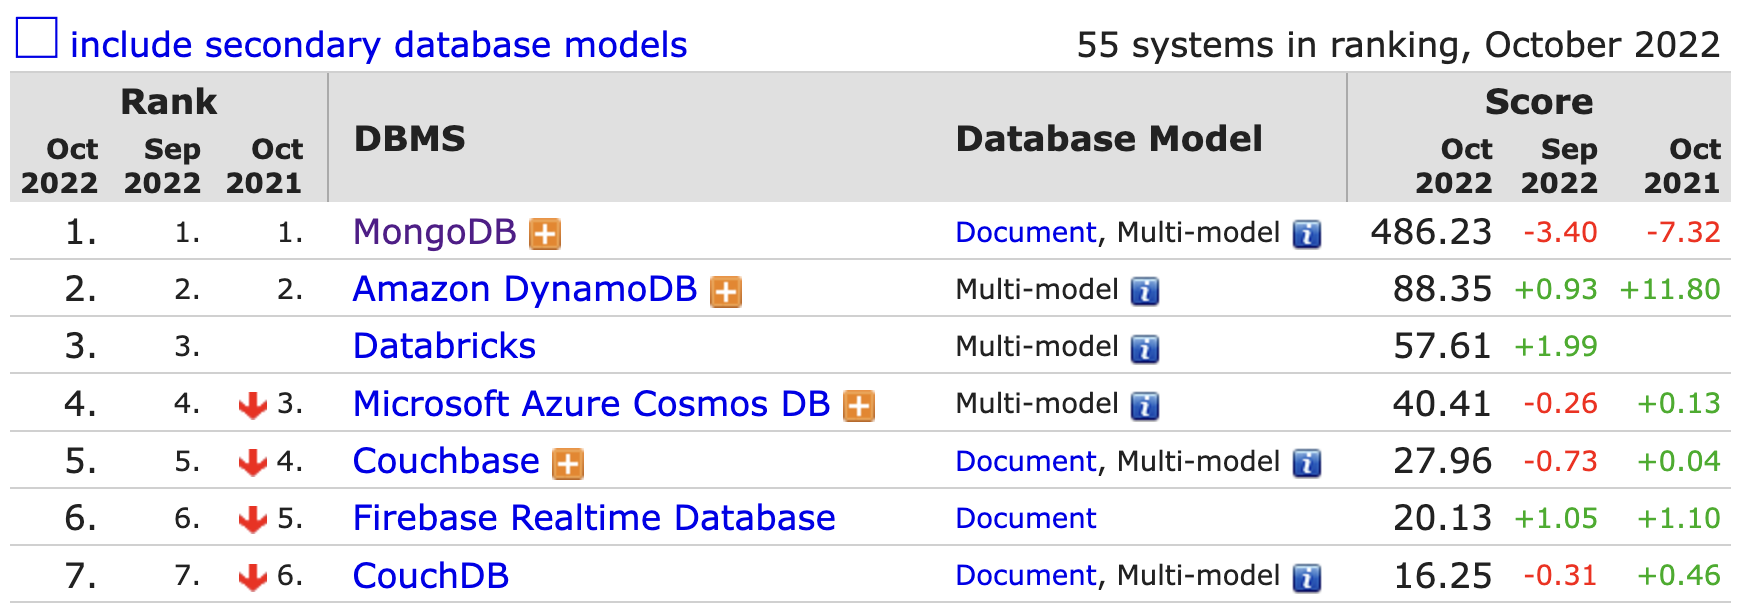 include secondary database models 55 systems in ranking, October 2022
Rank Score
DBMS Database Model
Oct Sep Oct Oct Sep Oct
2022 2022 2021 2022 2022 2021
1. 1. 1. MongoDB Document, Multi-model 486.23 -3.40 -7.32
2. 2. 2. Amazon DynamoDB Multi-model 88.35 +0.93 +11.80
3. 3. Databricks Multi-model 57.61 +1.99
4. 4. 3. Microsoft Azure Cosmos DB Multi-model 40.41 -0.26 +0.13
5. 5. 4. Couchbase Document, Multi-model 27.96 -0.73 +0.04
6. 6. 5. Firebase Realtime Database Document 20.13 +1.05 +1.10
7. 7. 6. CouchDB Document, Multi-model 16.25 -0.31 +0.46